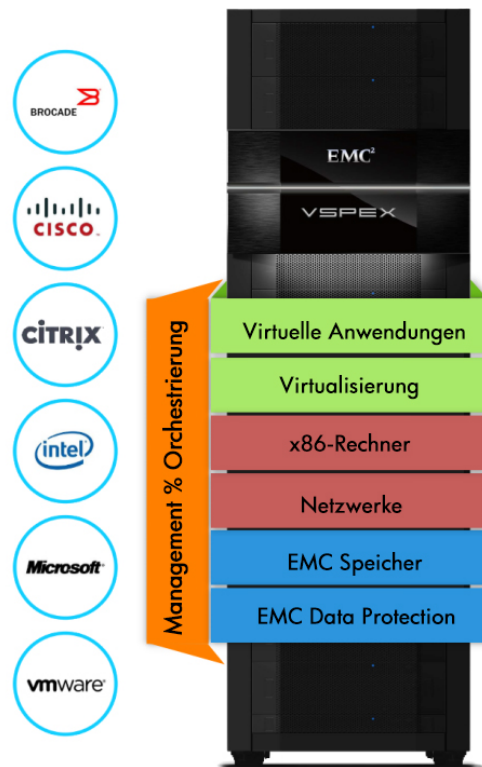 BROCADE
CISCO
CITRIX
intel
Microsoft
vmware
EMC²
VSPEX
Management % Orchestrierung
Virtuelle Anwendungen
Virtualisierung
x86-Rechner
Netzwerke
EMC Speicher
EMC Data Protection